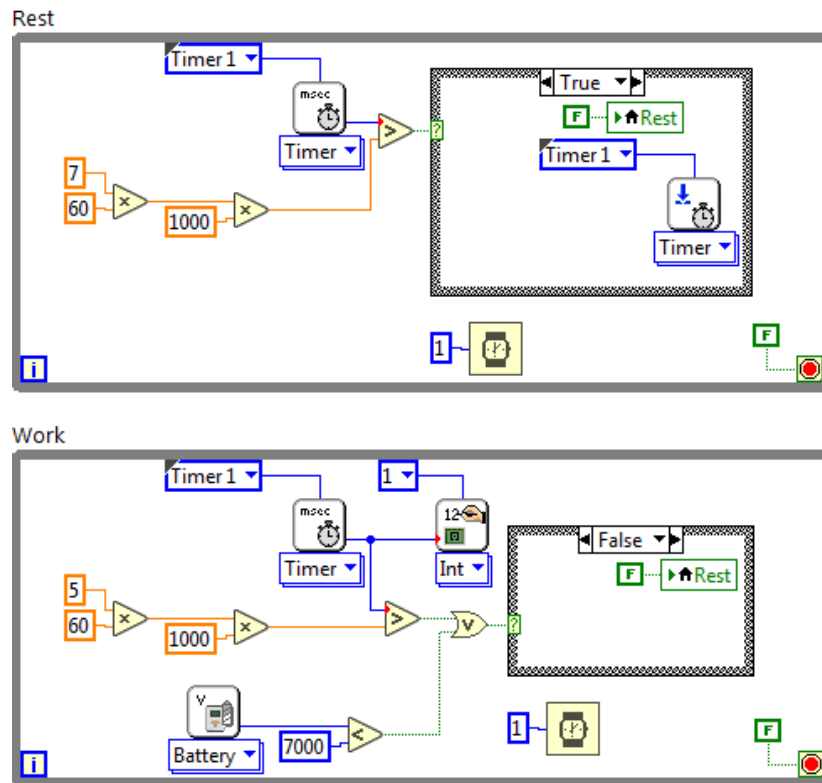 Rest
Timer 1
True
msec
F
Rest
Timer
Timer 1
7
60
1000
Timer
1
F
i
Work
Timer 1
1
msec
12
False
Timer
Int
F
Rest
5
60
1000
V
V
7000
1
F
Battery
i